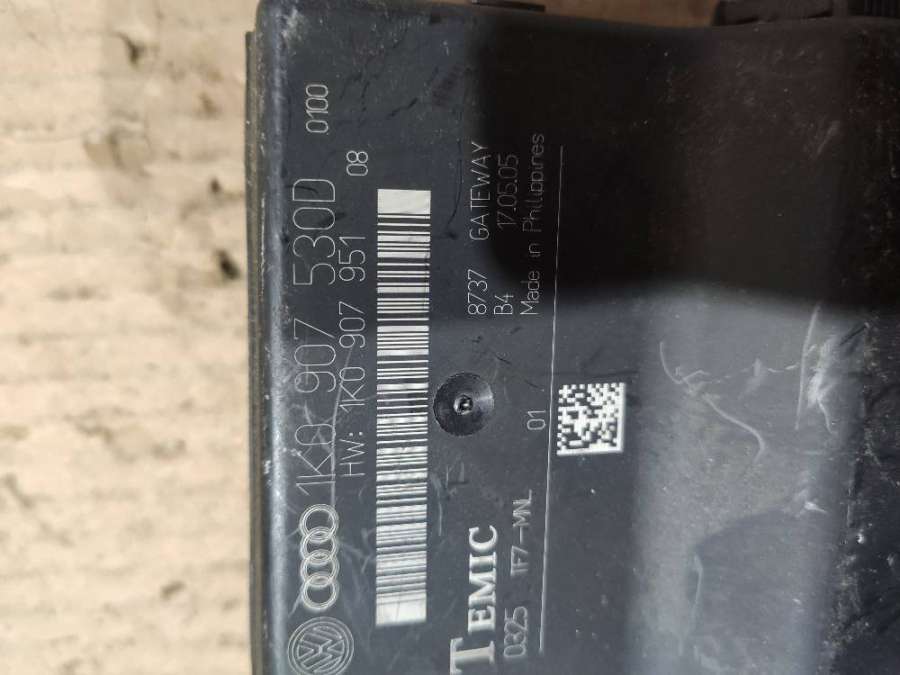 1K0 907 530D 0100
HW: 1K0 907 951 08
TEMIC 8737 GATEWAY
B4 17.05.05
0325 1F7-MNL 01 Made in Philippines